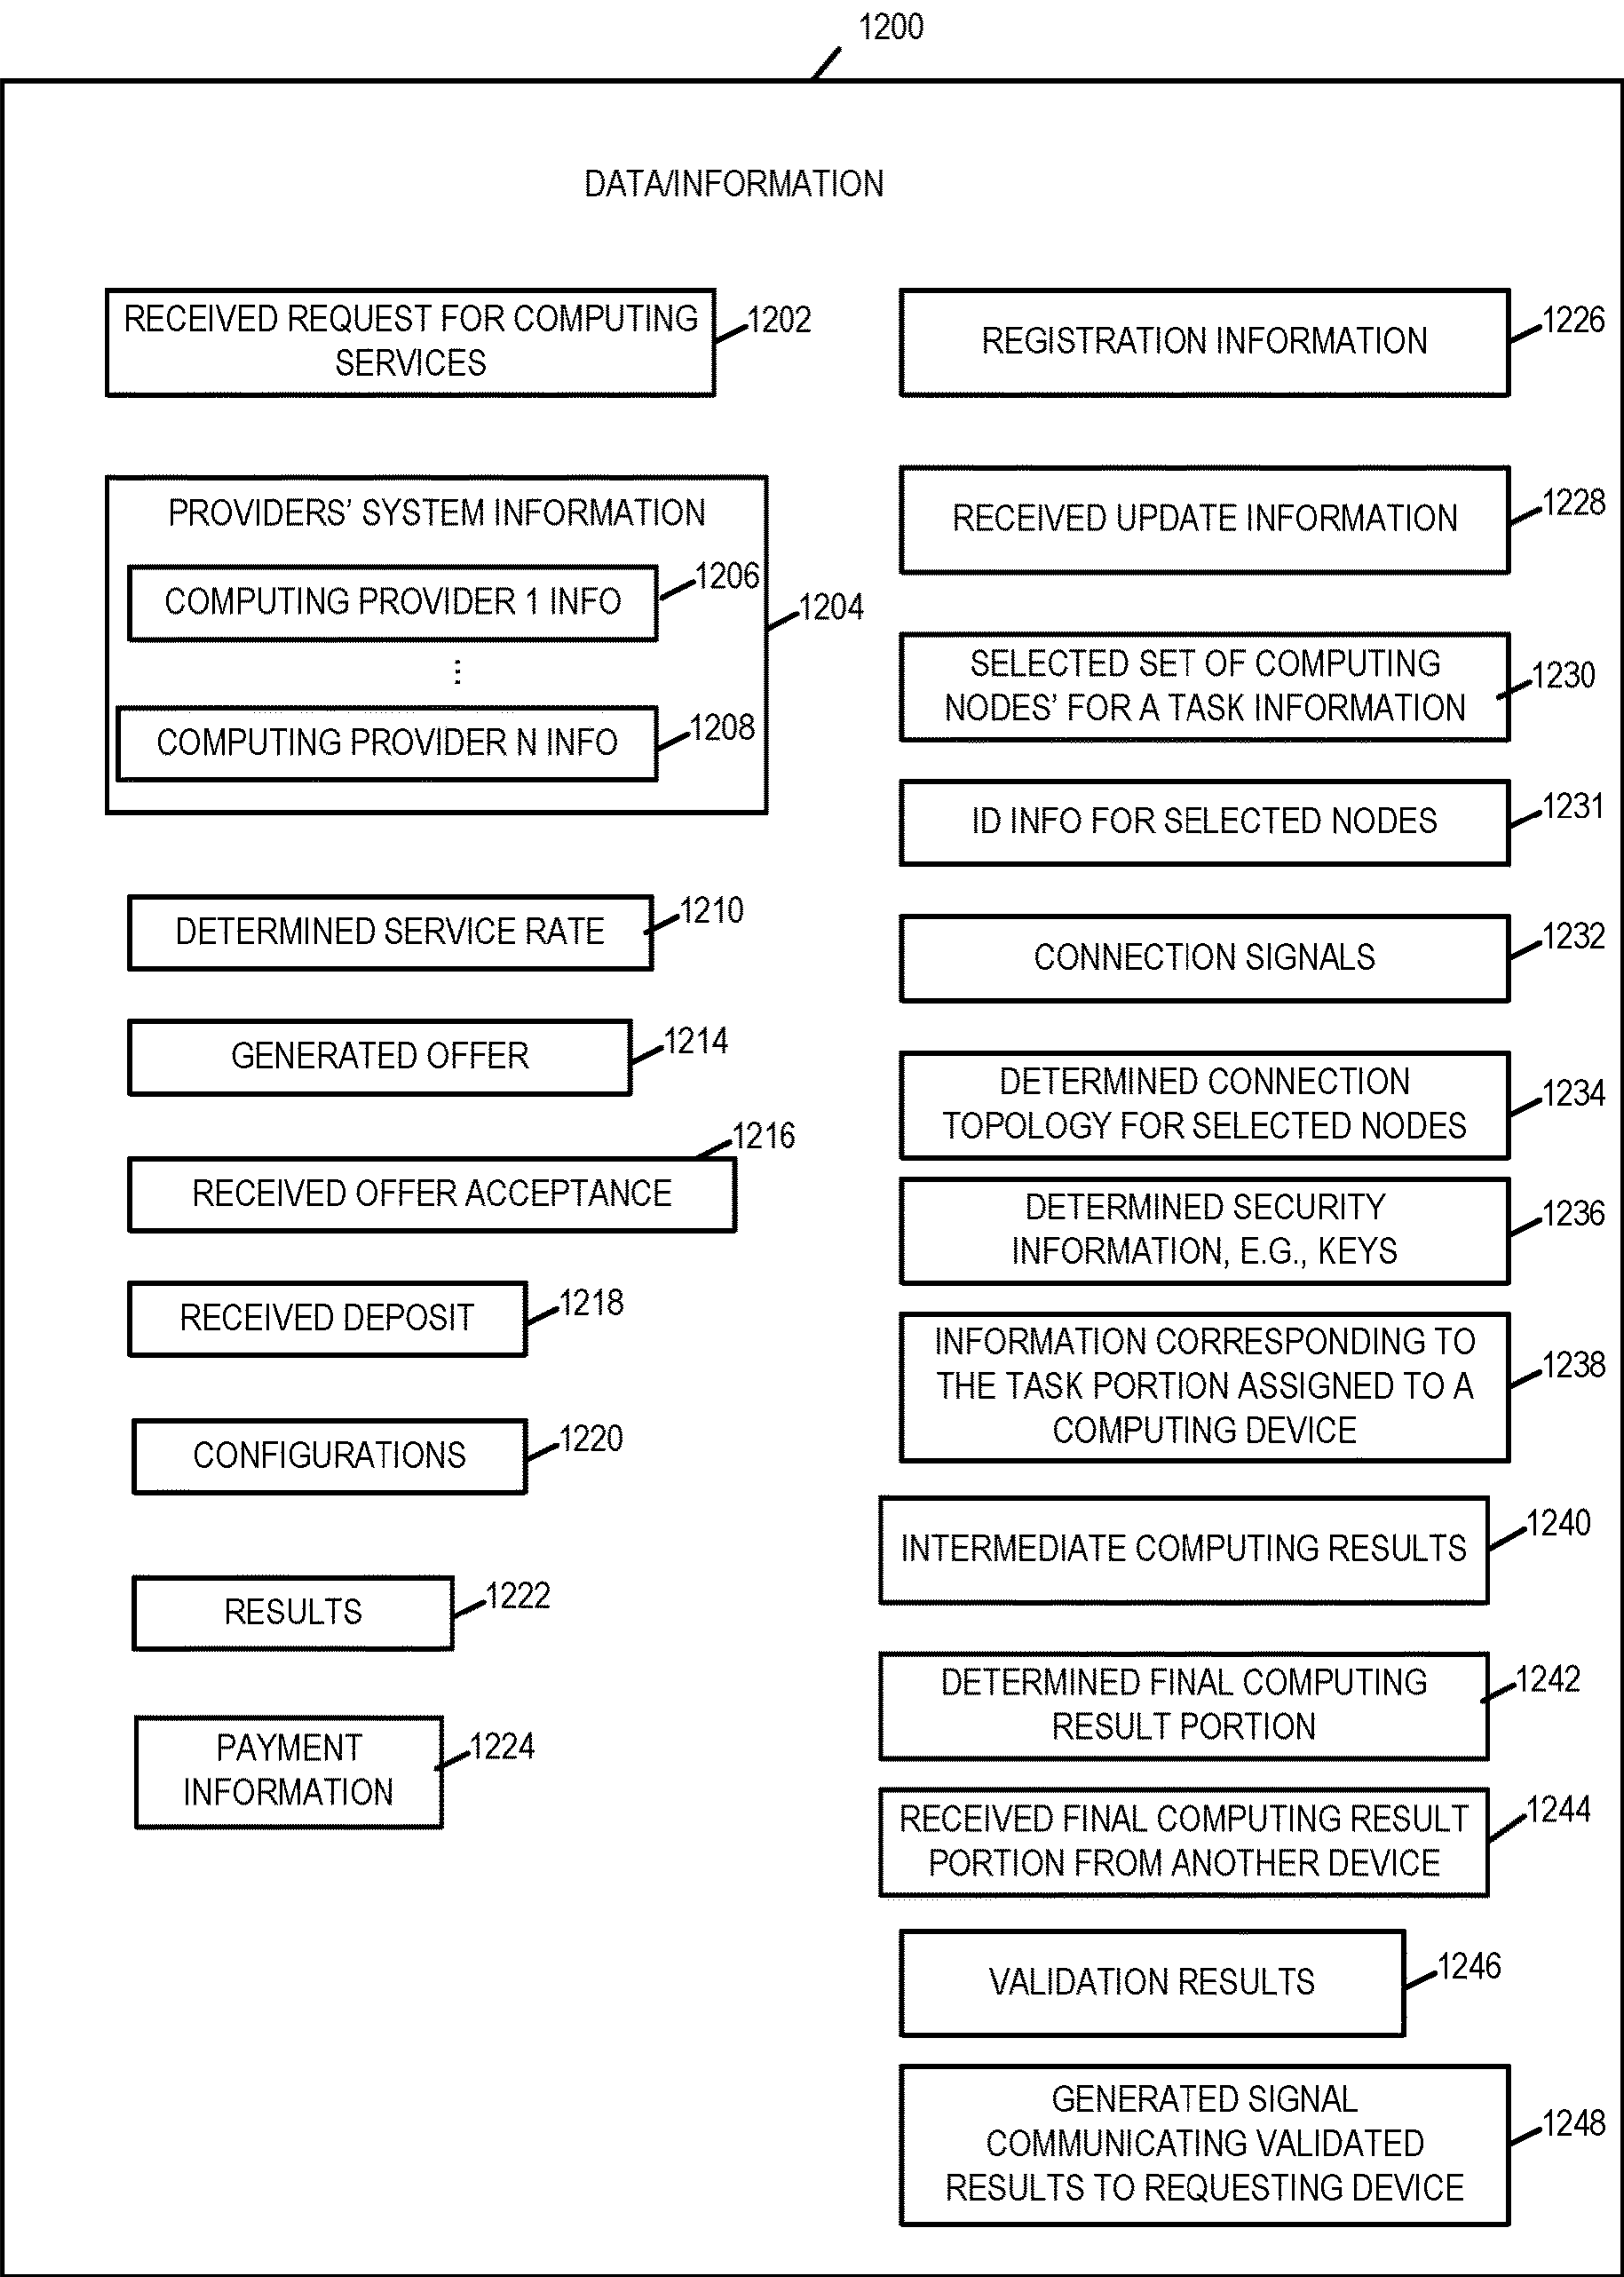 1200
DATA/INFORMATION
RECEIVED REQUEST FOR COMPUTING
SERVICES
1202
PROVIDERS' SYSTEM INFORMATION
COMPUTING PROVIDER 1 INFO
1206
1204
...
COMPUTING PROVIDER N INFO
1208
DETERMINED SERVICE RATE
1210
GENERATED OFFER
1214
1216
RECEIVED OFFER ACCEPTANCE
RECEIVED DEPOSIT
1218
CONFIGURATIONS
1220
RESULTS
1222
PAYMENT
INFORMATION
1224
REGISTRATION INFORMATION
1226
RECEIVED UPDATE INFORMATION
1228
SELECTED SET OF COMPUTING
NODES' FOR A TASK INFORMATION
1230
ID INFO FOR SELECTED NODES
1231
CONNECTION SIGNALS
1232
DETERMINED CONNECTION
TOPOLOGY FOR SELECTED NODES
1234
DETERMINED SECURITY
INFORMATION, E.G., KEYS
1236
INFORMATION CORRESPONDING TO
THE TASK PORTION ASSIGNED TO A
COMPUTING DEVICE
1238
INTERMEDIATE COMPUTING RESULTS
1240
DETERMINED FINAL COMPUTING
RESULT PORTION
1242
RECEIVED FINAL COMPUTING RESULT
PORTION FROM ANOTHER DEVICE
1244
VALIDATION RESULTS
1246
GENERATED SIGNAL
COMMUNICATING VALIDATED
RESULTS TO REQUESTING DEVICE
1248